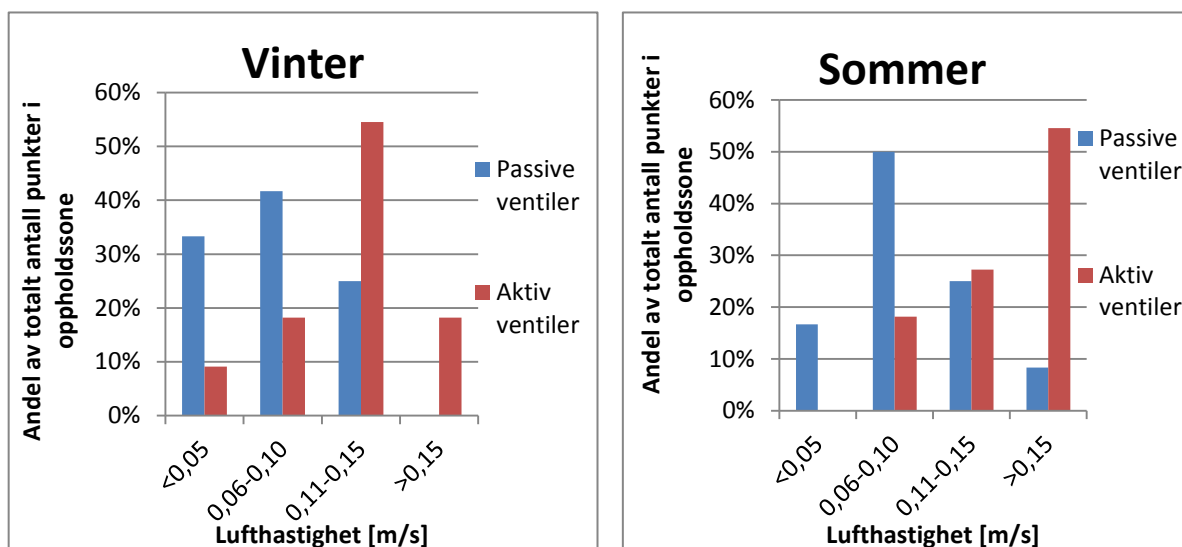 Vinter
Andel av totalt antall punkter i
oppholdssone
60%
50%
40%
30%
20%
10%
0%
<0,05
0,06-0,10
0,11-0,15
>0,15
Lufthastighet [m/s]
Passive
ventiler
Aktiv
ventiler
Sommer
Andel av totalt antall punkter i
oppholdssone
60%
50%
40%
30%
20%
10%
0%
<0,05
0,06-0,10
0,11-0,15
>0,15
Lufthastighet [m/s]
Passive
ventiler
Aktiv
ventiler